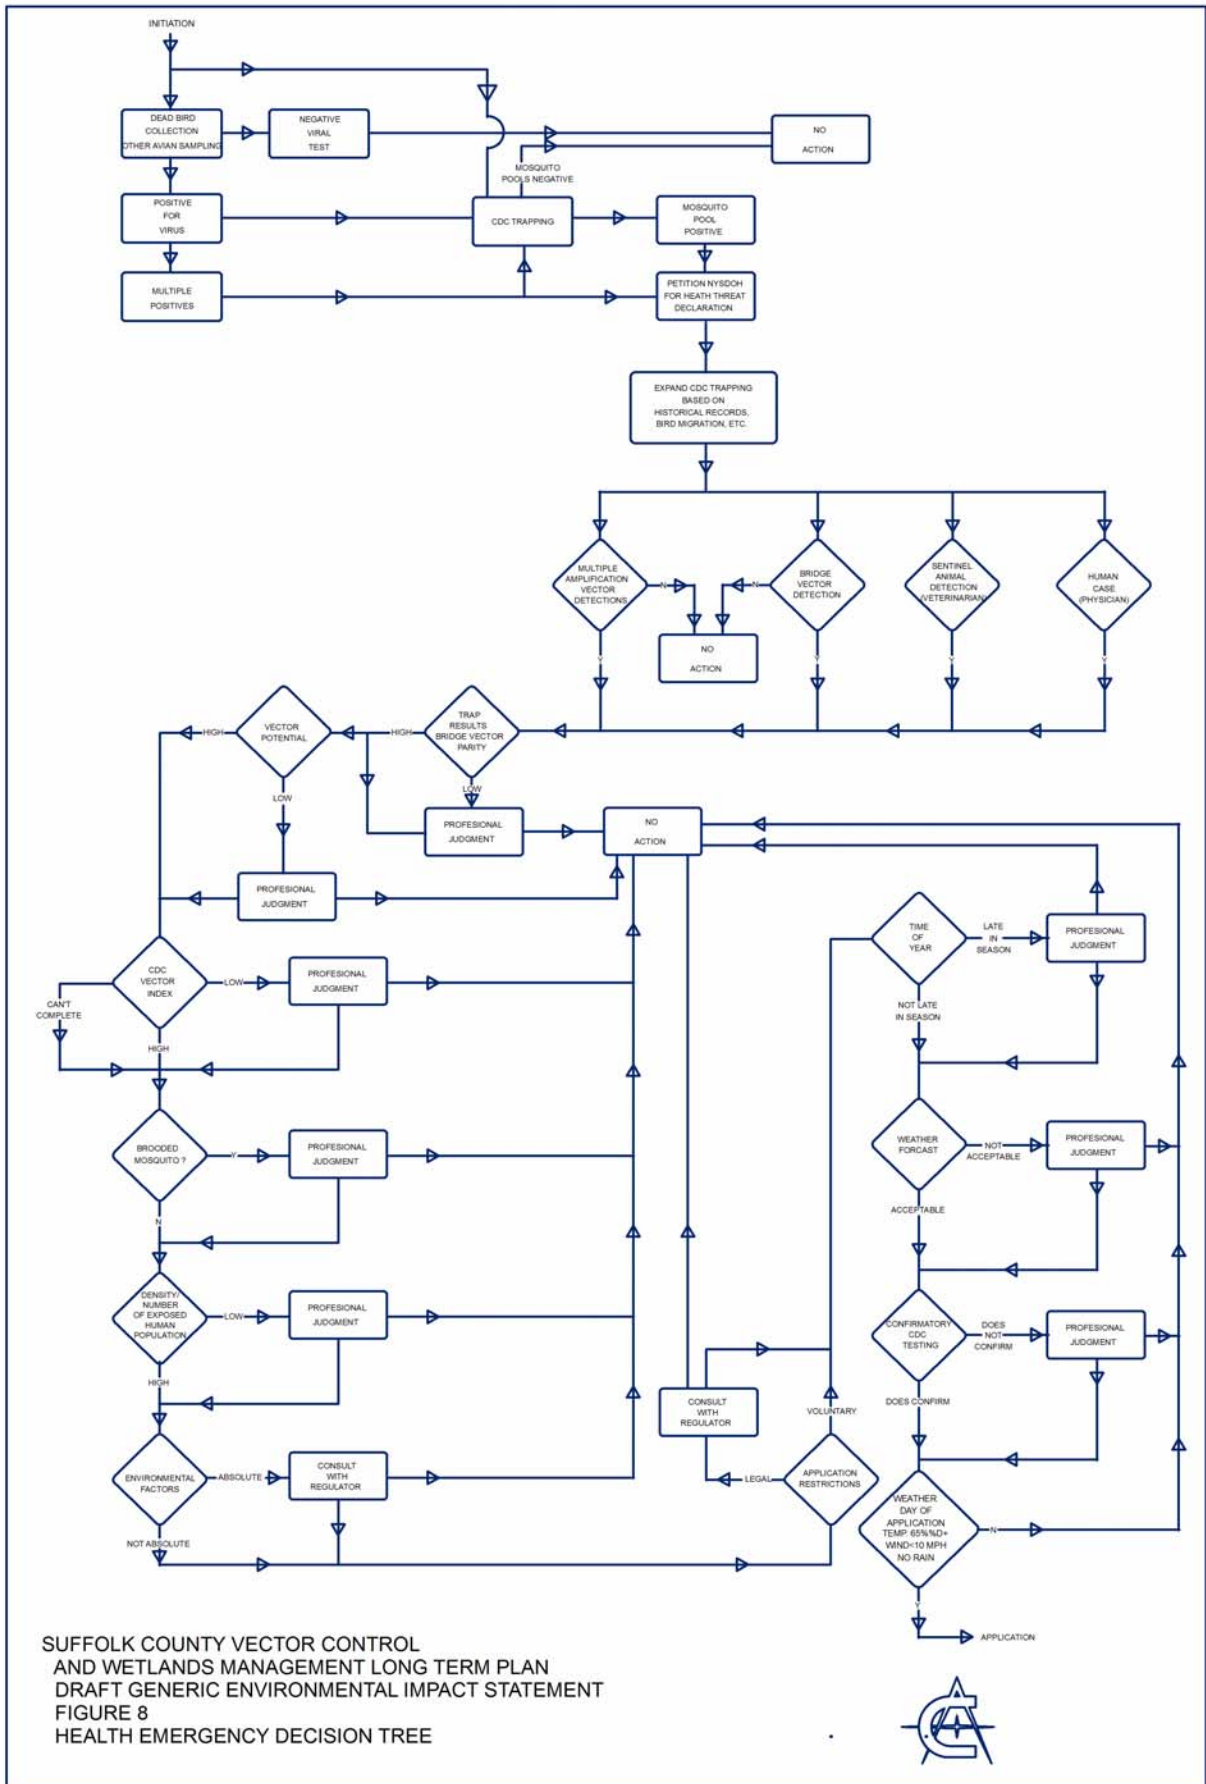 INITIATION
DEAD BIRD
COLLECTION
OTHER AVIAN SAMPLING
NEGATIVE
VIRAL
TEST
NO
ACTION
MOSQUITO
POOLS NEGATIVE
POSITIVE
FOR
VIRUS
CDC TRAPPING
MOSQUITO
POOL
POSITIVE
MULTIPLE
POSITIVES
PETITION NYSDOH
FOR HEATH THREAT
DECLARATION
EXPAND CDC TRAPPING
BASED ON
HISTORICAL RECORDS,
BIRD MIGRATION, ETC.
MULTIPLE
AMPLIFICATION
VECTOR
DETECTIONS
N
Y
BRIDGE
VECTOR
DETECTION
N
Y
SENTINEL
ANIMAL
DETECTION
(VETERINARIAN)
Y
HUMAN
CASE
(PHYSICIAN)
Y
NO
ACTION
TRAP
RESULTS
BRIDGE VECTOR
PARITY
HIGH
LOW
VECTOR
POTENTIAL
HIGH
LOW
PROFESIONAL
JUDGMENT
NO
ACTION
PROFESIONAL
JUDGMENT
CDC
VECTOR
INDEX
LOW
PROFESIONAL
JUDGMENT
CAN'T
COMPLETE
HIGH
BROODED
MOSQUITO ?
Y
PROFESIONAL
JUDGMENT
N
DENSITY/
NUMBER
OF EXPOSED
HUMAN
POPULATION
LOW
PROFESIONAL
JUDGMENT
HIGH
ENVIRONMENTAL
FACTORS
ABSOLUTE
CONSULT
WITH
REGULATOR
NOT ABSOLUTE
APPLICATION
RESTRICTIONS
LEGAL
CONSULT
WITH
REGULATOR
VOLUNTARY
TIME
OF
YEAR
LATE
IN
SEASON
PROFESIONAL
JUDGMENT
NOT LATE
IN SEASON
WEATHER
FORCAST
NOT
ACCEPTABLE
PROFESIONAL
JUDGMENT
ACCEPTABLE
CONFIRMATORY
CDC
TESTING
DOES
NOT
CONFIRM
PROFESIONAL
JUDGMENT
DOES CONFIRM
WEATHER
DAY OF
APPLICATION
TEMP. 65%%D+
WIND<10 MPH
NO RAIN
N
Y
APPLICATION
SUFFOLK COUNTY VECTOR CONTROL
AND WETLANDS MANAGEMENT LONG TERM PLAN
DRAFT GENERIC ENVIRONMENTAL IMPACT STATEMENT
FIGURE 8
HEALTH EMERGENCY DECISION TREE
CA